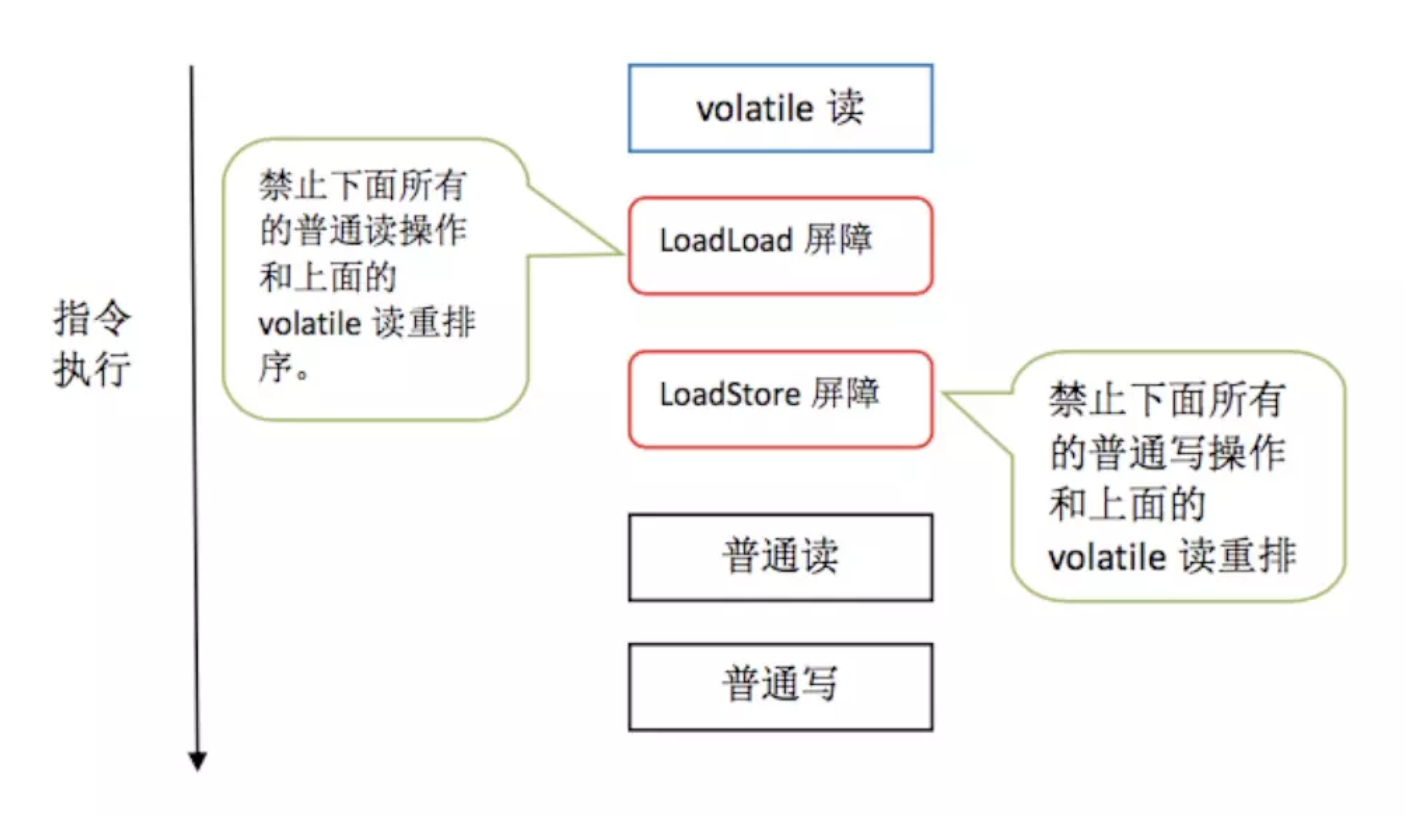 volatile 读
禁止下面所有
的普通读操作
和上面的
volatile 读重排
序。
LoadLoad 屏障
指令
执行
LoadStore 屏障
禁止下面所有
的普通写操作
和上面的
volatile 读重排
普通读
普通写